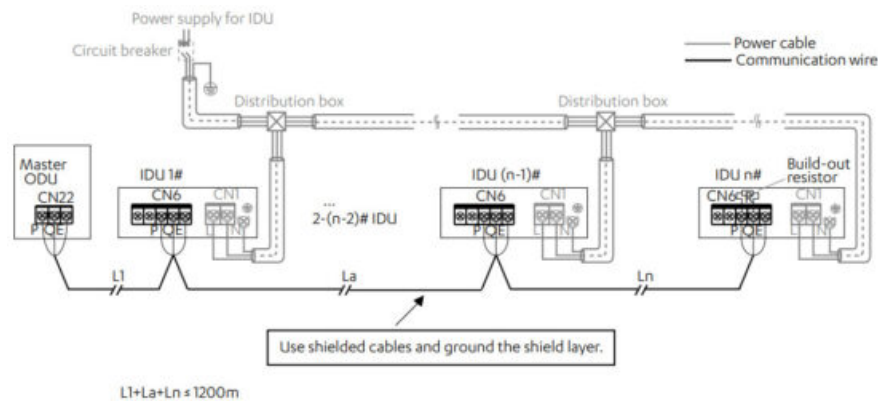 Power supply for IDU
Circuit breaker
Power cable
Communication wire
Distribution box
Distribution box
Master
ODU
CN22
P Q E
IDU 1#
CN6
CN1
P Q E
L N
...
2-(n-2)# IDU
IDU (n-1)#
CN6
CN1
P Q E
L N
IDU n#
Build-out
resistor
CN6
CN1
P Q E
L N
L1
La
Ln
Use shielded cables and ground the shield layer.
L1+La+Ln ≤ 1200m